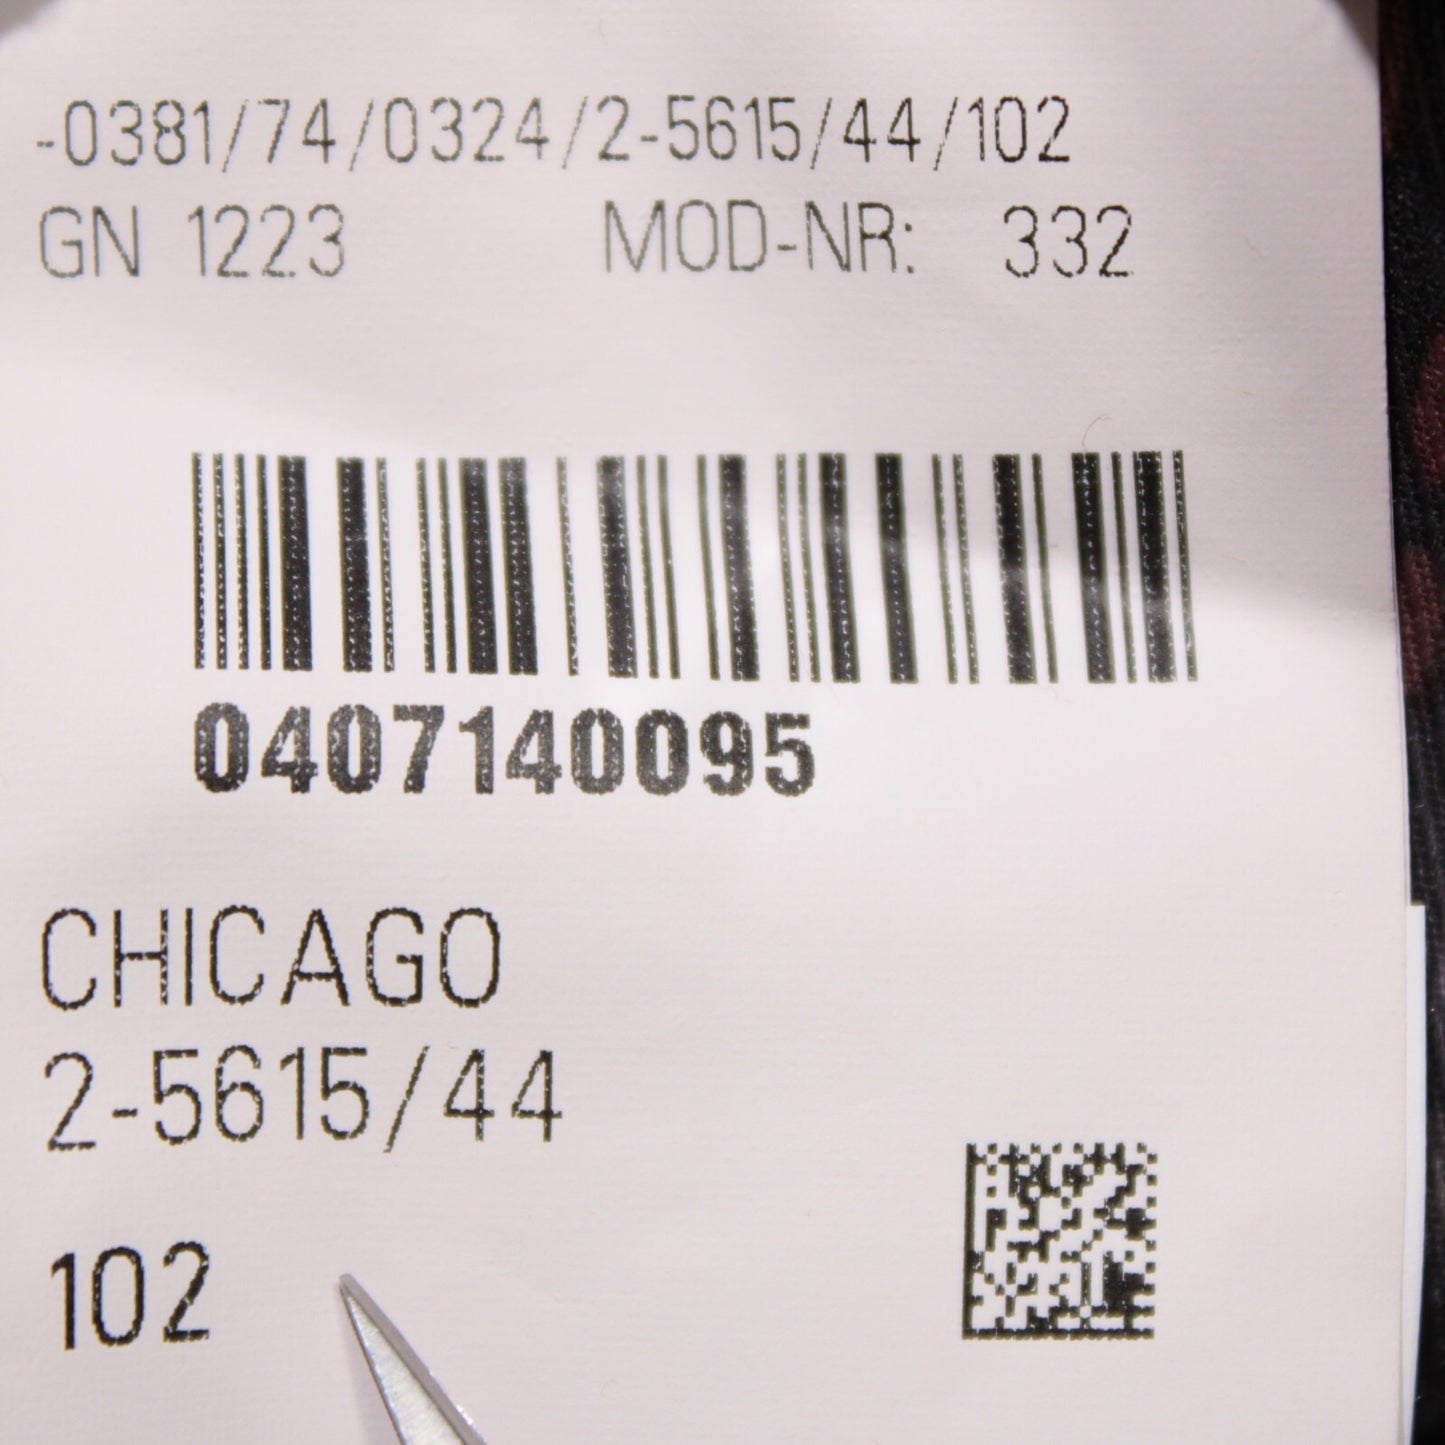 -0381/74/0324/2-5615/44/102
GN 1223 MOD-NR: 332
0407140095
CHICAGO
2-5615/44
102